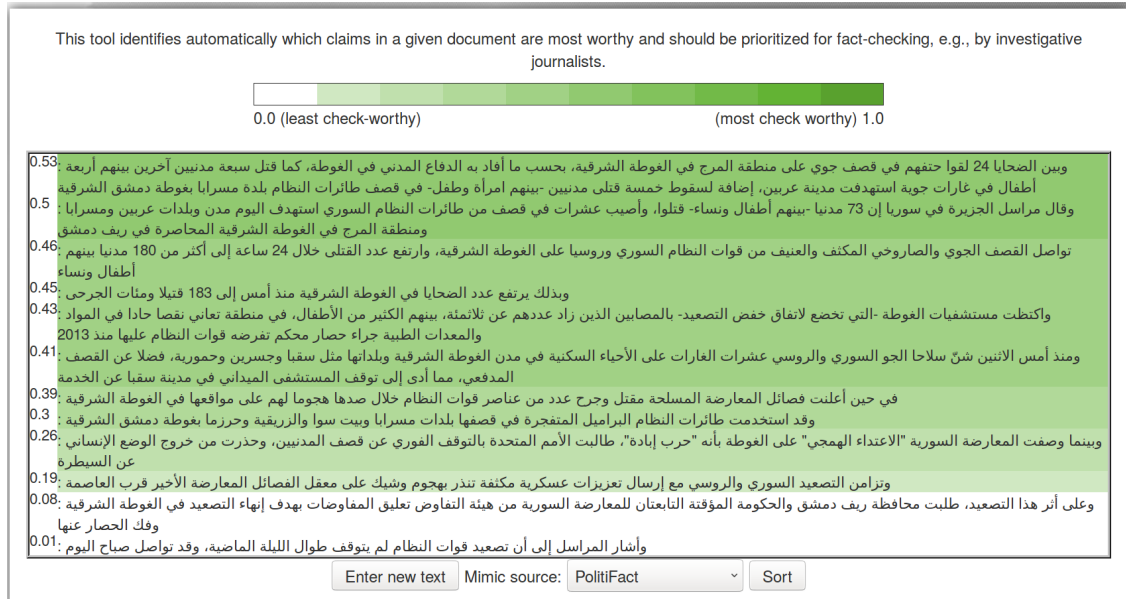 This tool identifies automatically which claims in a given document are most worthy and should be prioritized for fact-checking, e.g., by investigative
journalists.
0.0 (least check-worthy) (most check worthy) 1.0
0.53: وبين الضحايا 24 لقوا حتفهم في قصف جوي على منطقة المرج في الغوطة الشرقية، بحسب ما أفاد به الدفاع المدني في الغوطة، كما قتل سبعة مدنيين آخرين بينهم أربعة
أطفال في غارات جوية استهدفت مدينة عربين، إضافة لسقوط خمسة قتلى مدنيين -بينهم امرأة وطفل- في قصف طائرات النظام بلدة مسرابا بغوطة دمشق الشرقية
0.5: وقال مراسل الجزيرة في سوريا إن 73 مدنيا -بينهم أطفال ونساء- قتلوا، وأصيب عشرات في قصف من طائرات النظام السوري استهدف اليوم مدن وبلدات عربين ومسرابا
ومنطقة المرج في الغوطة الشرقية المحاصرة في ريف دمشق
0.46: تواصل القصف الجوي والصاروخي المكثف والعنيف من قوات النظام السوري وروسيا على الغوطة الشرقية، وارتفع عدد القتلى خلال 24 ساعة إلى أكثر من 180 مدنيا بينهم
أطفال ونساء
0.45: وبذلك يرتفع عدد الضحايا في الغوطة الشرقية منذ أمس إلى 183 قتيلا ومئات الجرحى
0.43: واكتظت مستشفيات الغوطة -التي تخضع لاتفاق خفض التصعيد- بالمصابين الذين زاد عددهم عن ثلاثمئة، بينهم الكثير من الأطفال، في منطقة تعاني نقصا حادا في المواد
والمعدات الطبية جراء حصار محكم تفرضه قوات النظام عليها منذ 2013
0.41: ومنذ أمس الاثنين شنّ سلاحا الجو السوري والروسي عشرات الغارات على الأحياء السكنية في مدن الغوطة الشرقية وبلداتها مثل سقبا وجسرين وحمورية، فضلا عن القصف
المدفعي، مما أدى إلى توقف المستشفى الميداني في مدينة سقبا عن الخدمة
0.39: في حين أعلنت فصائل المعارضة المسلحة مقتل وجرح عدد من عناصر قوات النظام خلال صدها هجوما لهم على مواقعها في الغوطة الشرقية
0.3: وقد استخدمت طائرات النظام البراميل المتفجرة في قصفها بلدات مسرابا وبيت سوا والزريقية وحرزما بغوطة دمشق الشرقية
0.26: وبينما وصفت المعارضة السورية "الاعتداء الهمجي" على الغوطة بأنه "حرب إبادة"، طالبت الأمم المتحدة بالتوقف الفوري عن قصف المدنيين، وحذرت من خروج الوضع الإنساني
عن السيطرة
0.19: وتزامن التصعيد السوري والروسي مع إرسال تعزيزات عسكرية مكثفة تنذر بهجوم وشيك على معقل الفصائل المعارضة الأخير قرب العاصمة
0.08: وعلى أثر هذا التصعيد، طلبت محافظة ريف دمشق والحكومة المؤقتة التابعتان للمعارضة السورية من هيئة التفاوض تعليق المفاوضات بهدف إنهاء التصعيد في الغوطة الشرقية
وفك الحصار عنها
0.01: وأشار المراسل إلى أن تصعيد قوات النظام لم يتوقف طوال الليلة الماضية، وقد تواصل صباح اليوم
Enter new text Mimic source: PolitiFact Sort